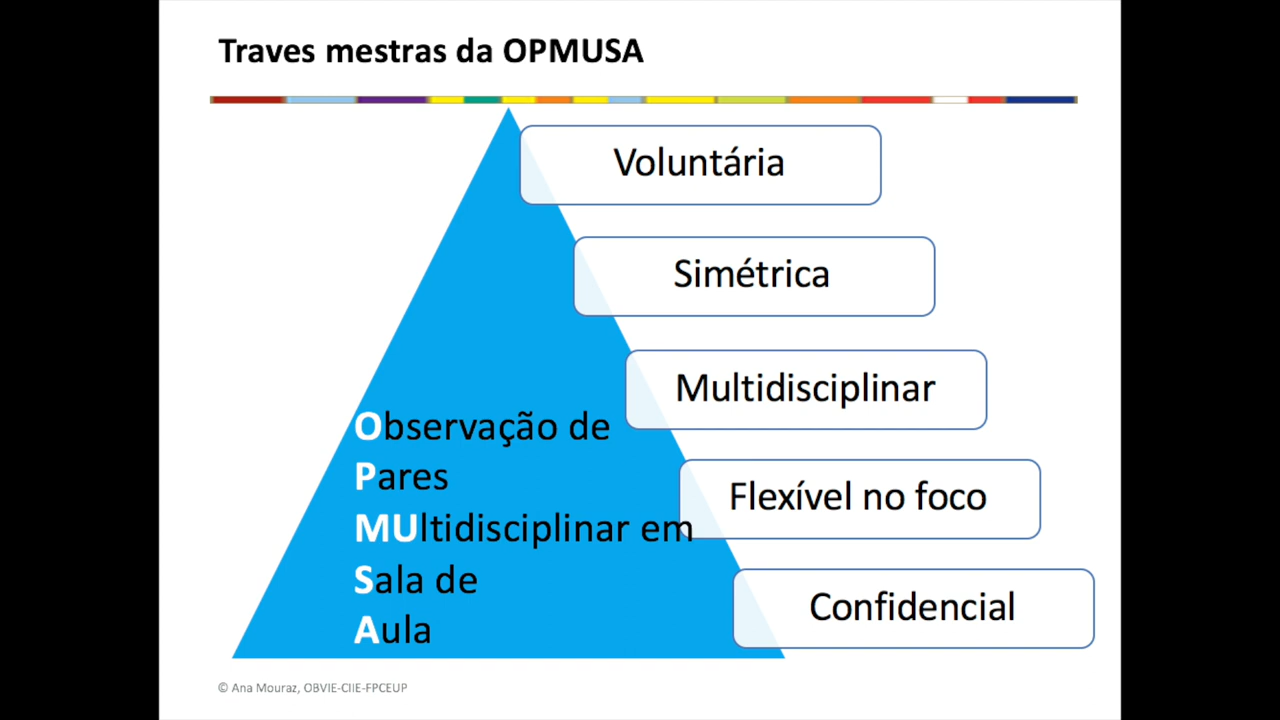 Traves mestras da OPMUSA
Voluntária
Simétrica
Multidisciplinar
Flexível no foco
Confidencial
Observação de
Pares
MUltidisciplinar em
Sala de
Aula
© Ana Mouraz, OBVIE-CIIE-FPCEUP